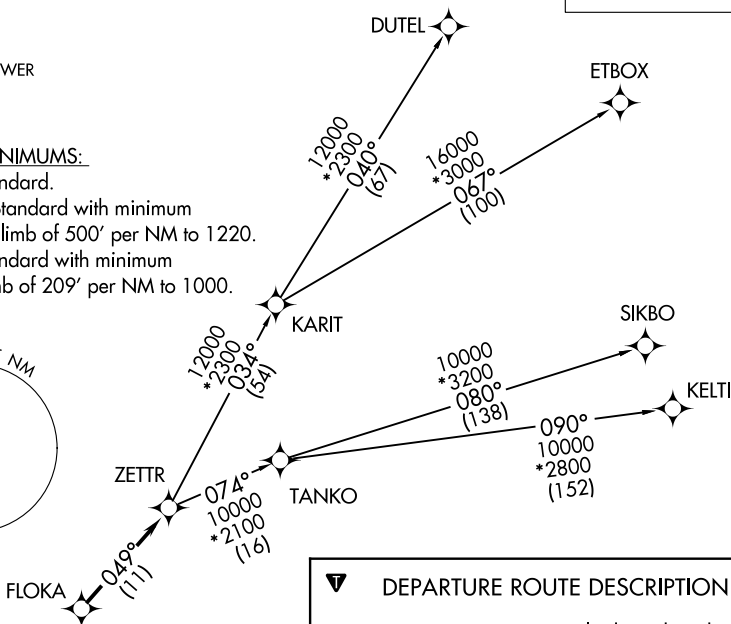 DUTEL
WER
ETBOX
12000
*2300
040°
(67)
16000
*3000
067°
(100)
NIMUMS:
ndard.
tandard with minimum
limb of 500' per NM to 1220.
ndard with minimum
b of 209' per NM to 1000.
KARIT
NM
12000
*2300
034°
(54)
SIKBO
10000
*3200
080°
(138)
KELTI
090°
10000
*2800
(152)
ZETTR
074°
10000
*2100
(16)
TANKO
049°
(11)
FLOKA
T DEPARTURE ROUTE DESCRIPTION